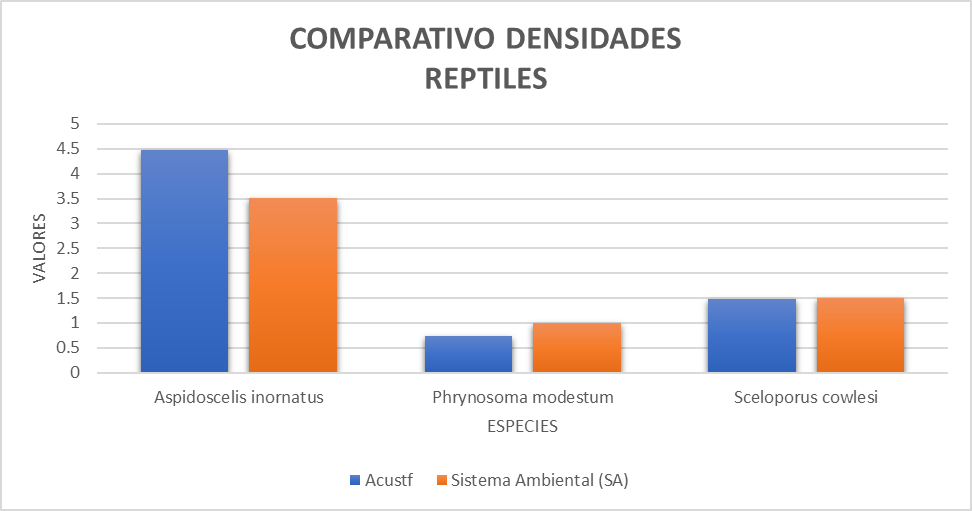 COMPARATIVO DENSIDADES
REPTILES
VALORES
5
4.5
4
3.5
3
2.5
2
1.5
1
0.5
0
Aspidoscelis inornatus
Phrynosoma modestum
Sceloporus cowlesi
ESPECIES
Acustf
Sistema Ambiental (SA)